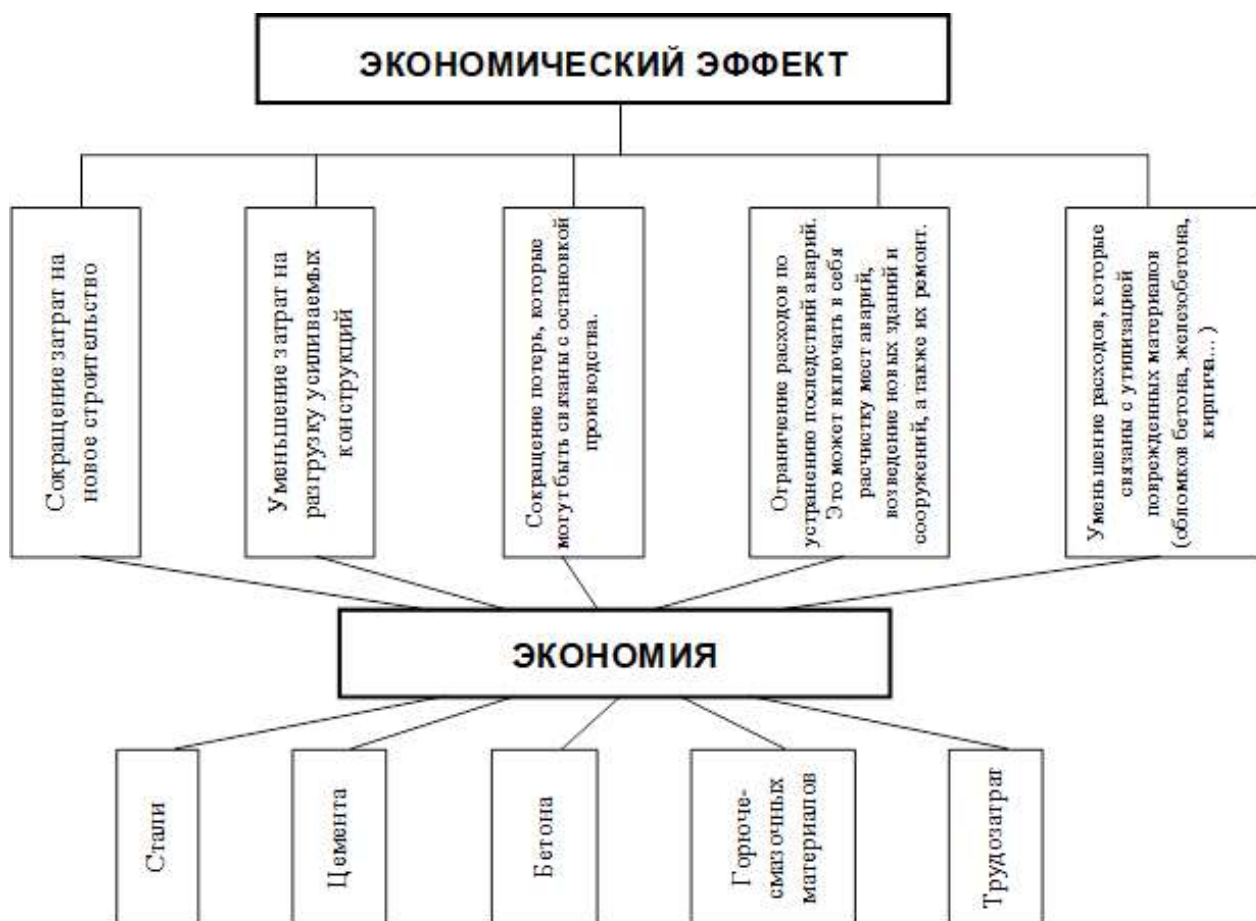 ЭКОНОМИЧЕСКИЙ ЭФФЕКТ
Сокращение затрат на
новое строительство
Уменьшение затрат на
разгрузку усиливаемых
конструкций
Сокращение потерь, которые
могут быть связаны с остановкой
производства.
Ограничение расходов по
устранению последствий аварий.
Это может включать в себя
расчистку мест аварий,
возведение новых зданий и
сооружений, а также их ремонт.
Уменьшение расходов, которые
связаны с утилизацией
поврежденных материалов
(обломков бетона, железобетона,
кирпича... )
ЭКОНОМИЯ
Стали
Цемента
Бетона
Горюче-
смазочных
материалов
Трудозатрат